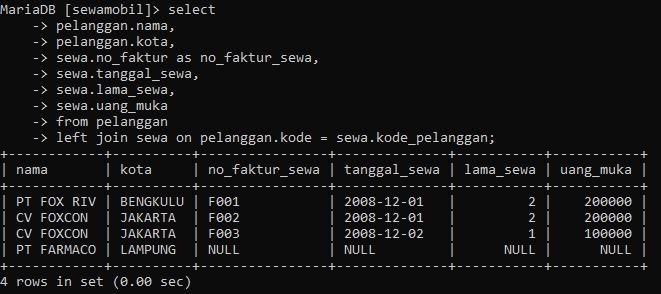 MariaDB [sewamobil]> select
    -> pelanggan.nama,
    -> pelanggan.kota,
    -> sewa.no_faktur as no_faktur_sewa,
    -> sewa.tanggal_sewa,
    -> sewa.lama_sewa,
    -> sewa.uang_muka
    -> from pelanggan
    -> left join sewa on pelanggan.kode = sewa.kode_pelanggan;
+------------+----------+----------------+--------------+-----------+-----------+
| nama       | kota     | no_faktur_sewa | tanggal_sewa | lama_sewa | uang_muka |
+------------+----------+----------------+--------------+-----------+-----------+
| PT FOX RIV | BENGKULU | F001           | 2008-12-01   |         2 |    200000 |
| CV FOXCON  | JAKARTA  | F002           | 2008-12-01   |         2 |    200000 |
| CV FOXCON  | JAKARTA  | F003           | 2008-12-02   |         1 |    100000 |
| PT FARMACO | LAMPUNG  | NULL           | NULL         |      NULL |      NULL |
+------------+----------+----------------+--------------+-----------+-----------+
4 rows in set (0.00 sec)